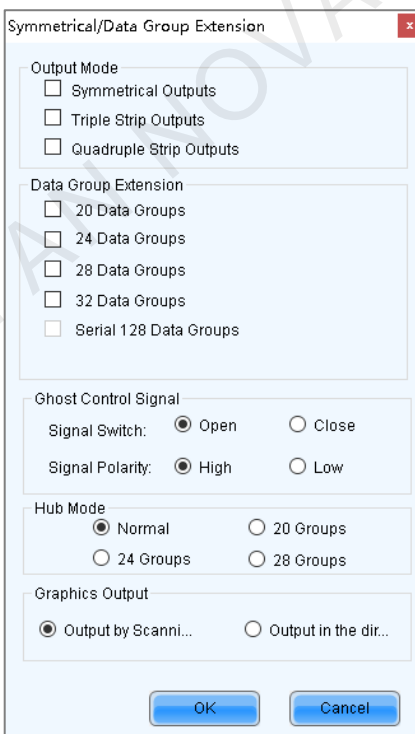 Symmetrical/Data Group Extension
x
Output Mode
Symmetrical Outputs
Triple Strip Outputs
Quadruple Strip Outputs
Data Group Extension
20 Data Groups
24 Data Groups
28 Data Groups
32 Data Groups
Serial 128 Data Groups
Ghost Control Signal
Signal Switch: Open Close
Signal Polarity: High Low
Hub Mode
Normal 20 Groups
24 Groups 28 Groups
Graphics Output
Output by Scanni... Output in the dir...
OK Cancel